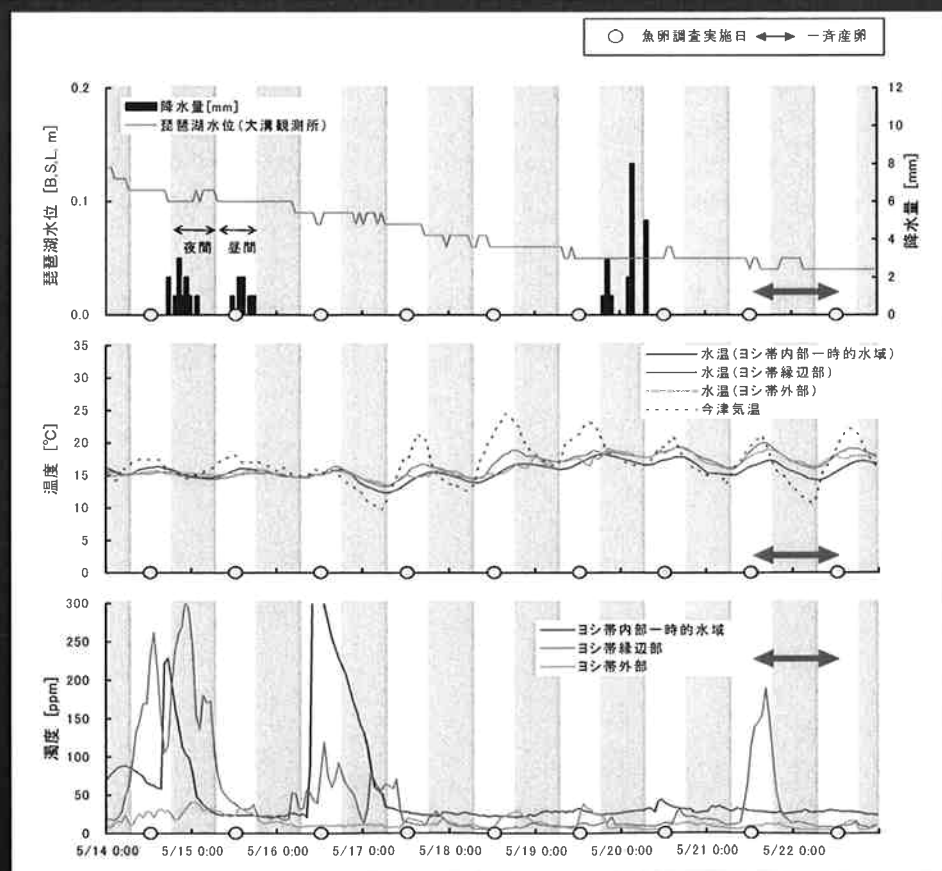 魚卵調査実施日 一斉産卵
0.2
0.1
0.0
琵琶湖水位 [B.S.L. m]
降水量[mm]
琵琶湖水位(大溝観測所)
夜間 昼間
12
10
8
6
4
2
0
降水量 [mm]
35
30
25
20
15
10
5
0
温度 [℃]
水温(ヨシ帯内部一時的水域)
水温(ヨシ帯縁辺部)
水温(ヨシ帯外部)
今津気温
300
250
200
150
100
50
0
濁度 [ppm]
ヨシ帯内部一時的水域
ヨシ帯縁辺部
ヨシ帯外部
5/14 0:00 5/15 0:00 5/16 0:00 5/17 0:00 5/18 0:00 5/19 0:00 5/20 0:00 5/21 0:00 5/22 0:00